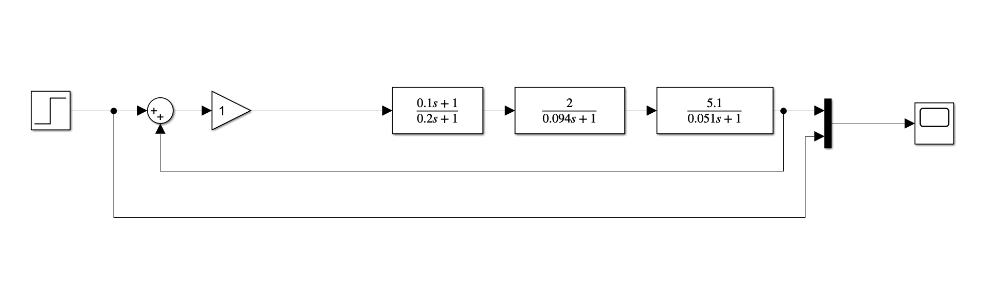 +
+
1
0.1s + 1
0.2s + 1
2
0.094s + 1
5.1
0.051s + 1